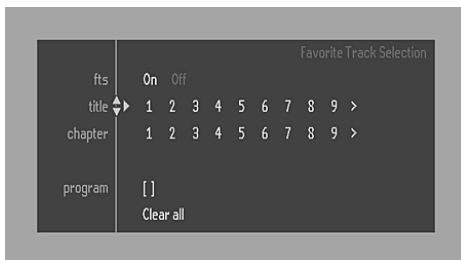 Favorite Track Selection
fts On Off
title 1 2 3 4 5 6 7 8 9 >
chapter 1 2 3 4 5 6 7 8 9 >
program [ ]
Clear all